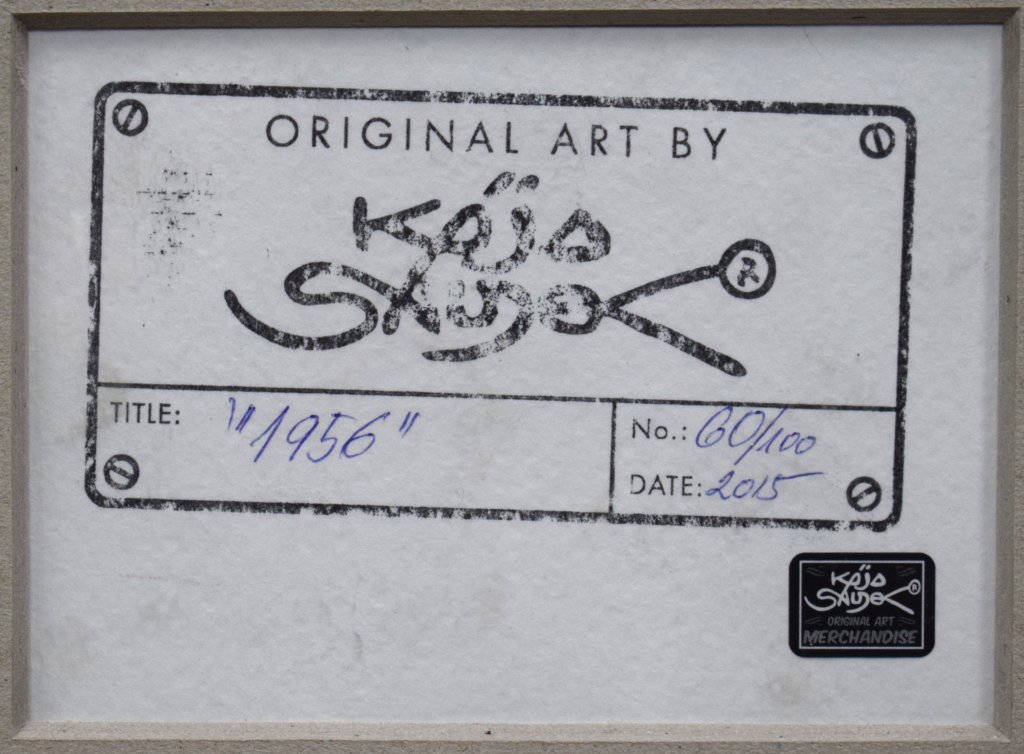 ORIGINAL ART BY
Kája
SAUDEK ®
TITLE: "1956"
No.: 60/100
DATE: 2015
Kája
SAUDEK ®
ORIGINAL ART
MERCHANDISE